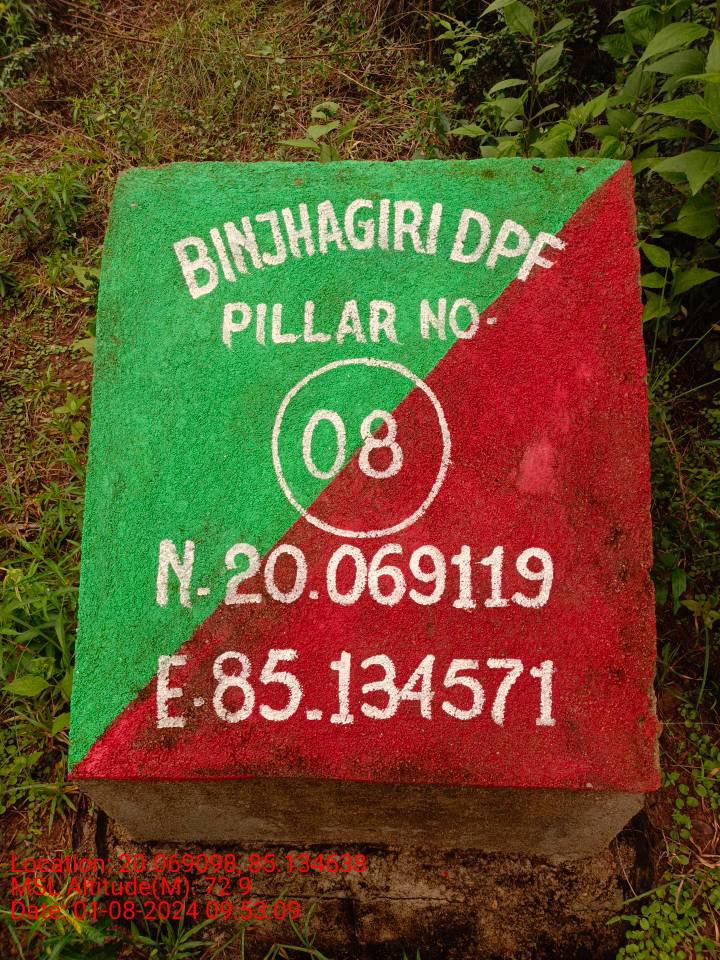 BINJHAGIRI DPF
PILLAR NO-
08
N-20.069119
E-85.134571
Location: 20.069098, 85.134638
MSL Altitude(M): 72.9
Date: 01-08-2024 09:53:09